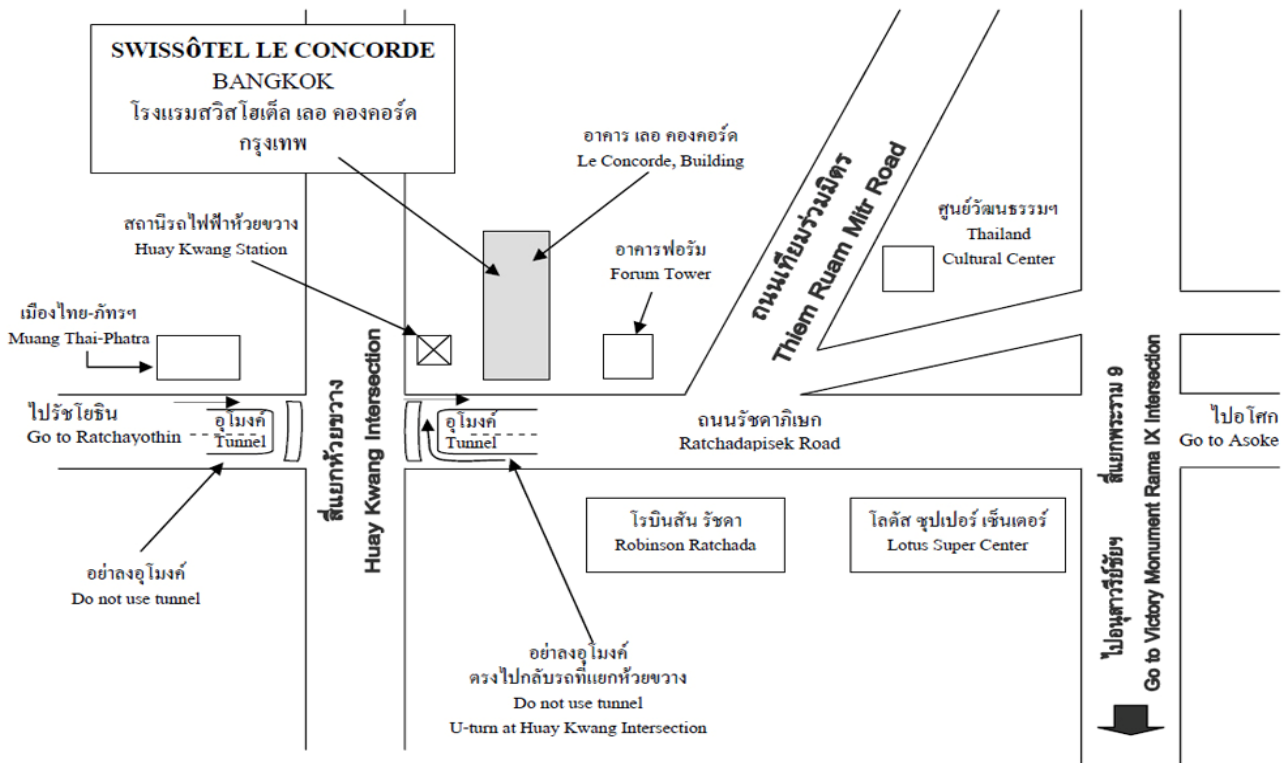 SWISSÔTEL LE CONCORDE
BANGKOK
โรงแรมสวิสโฮเต็ล เลอ คองคอร์ด
กรุงเทพ
อาคาร เลอ คองคอร์ด
Le Concorde, Building
สถานีรถไฟฟ้าห้วยขวาง
Huay Kwang Station
อาคารฟอรัม
Forum Tower
ถนนเทียมร่วมมิตร
Thiem Ruam Mitr Road
ศูนย์วัฒนธรรมฯ
Thailand
Cultural Center
เมืองไทย-ภัทรฯ
Muang Thai-Phatra
ไปรัชโยธิน
Go to Ratchayothin
อุโมงค์
Tunnel
สี่แยกห้วยขวาง
Huay Kwang Intersection
อุโมงค์
Tunnel
ถนนรัชดาภิเษก
Ratchadapisek Road
สี่แยกพระราม 9
ไปอนุสาวรีย์ชัยฯ
Go to Victory Monument Rama IX Intersection
ไปอโศก
Go to Asoke
โรบินสัน รัชดา
Robinson Ratchada
โลตัส ซุปเปอร์ เซ็นเตอร์
Lotus Super Center
อย่าลงอุโมงค์
Do not use tunnel
อย่าลงอุโมงค์
ตรงไปกลับรถที่แยกห้วยขวาง
Do not use tunnel
U-turn at Huay Kwang Intersection